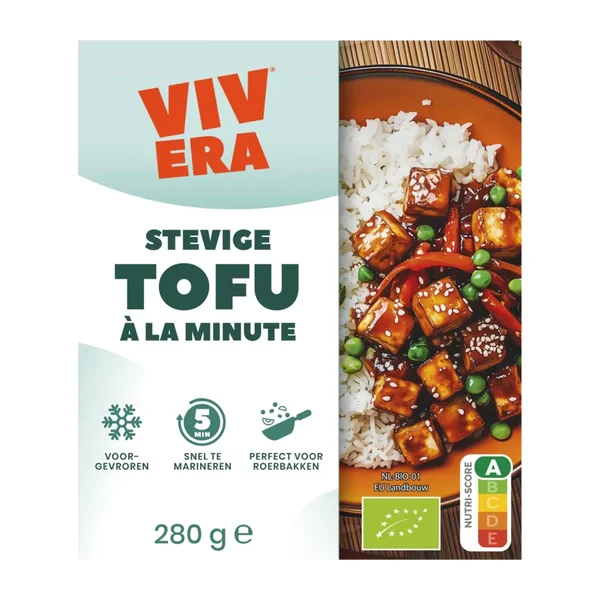 VIV
ERA
STEVIGE
TOFU
À LA MINUTE
VOOR-
GEVROREN
5
MIN
SNEL TE
MARINEREN
PERFECT VOOR
ROERBAKKEN
280 g e
NL-BIO-01
EU Landbouw
NUTRI-SCORE
A
B
C
D
E